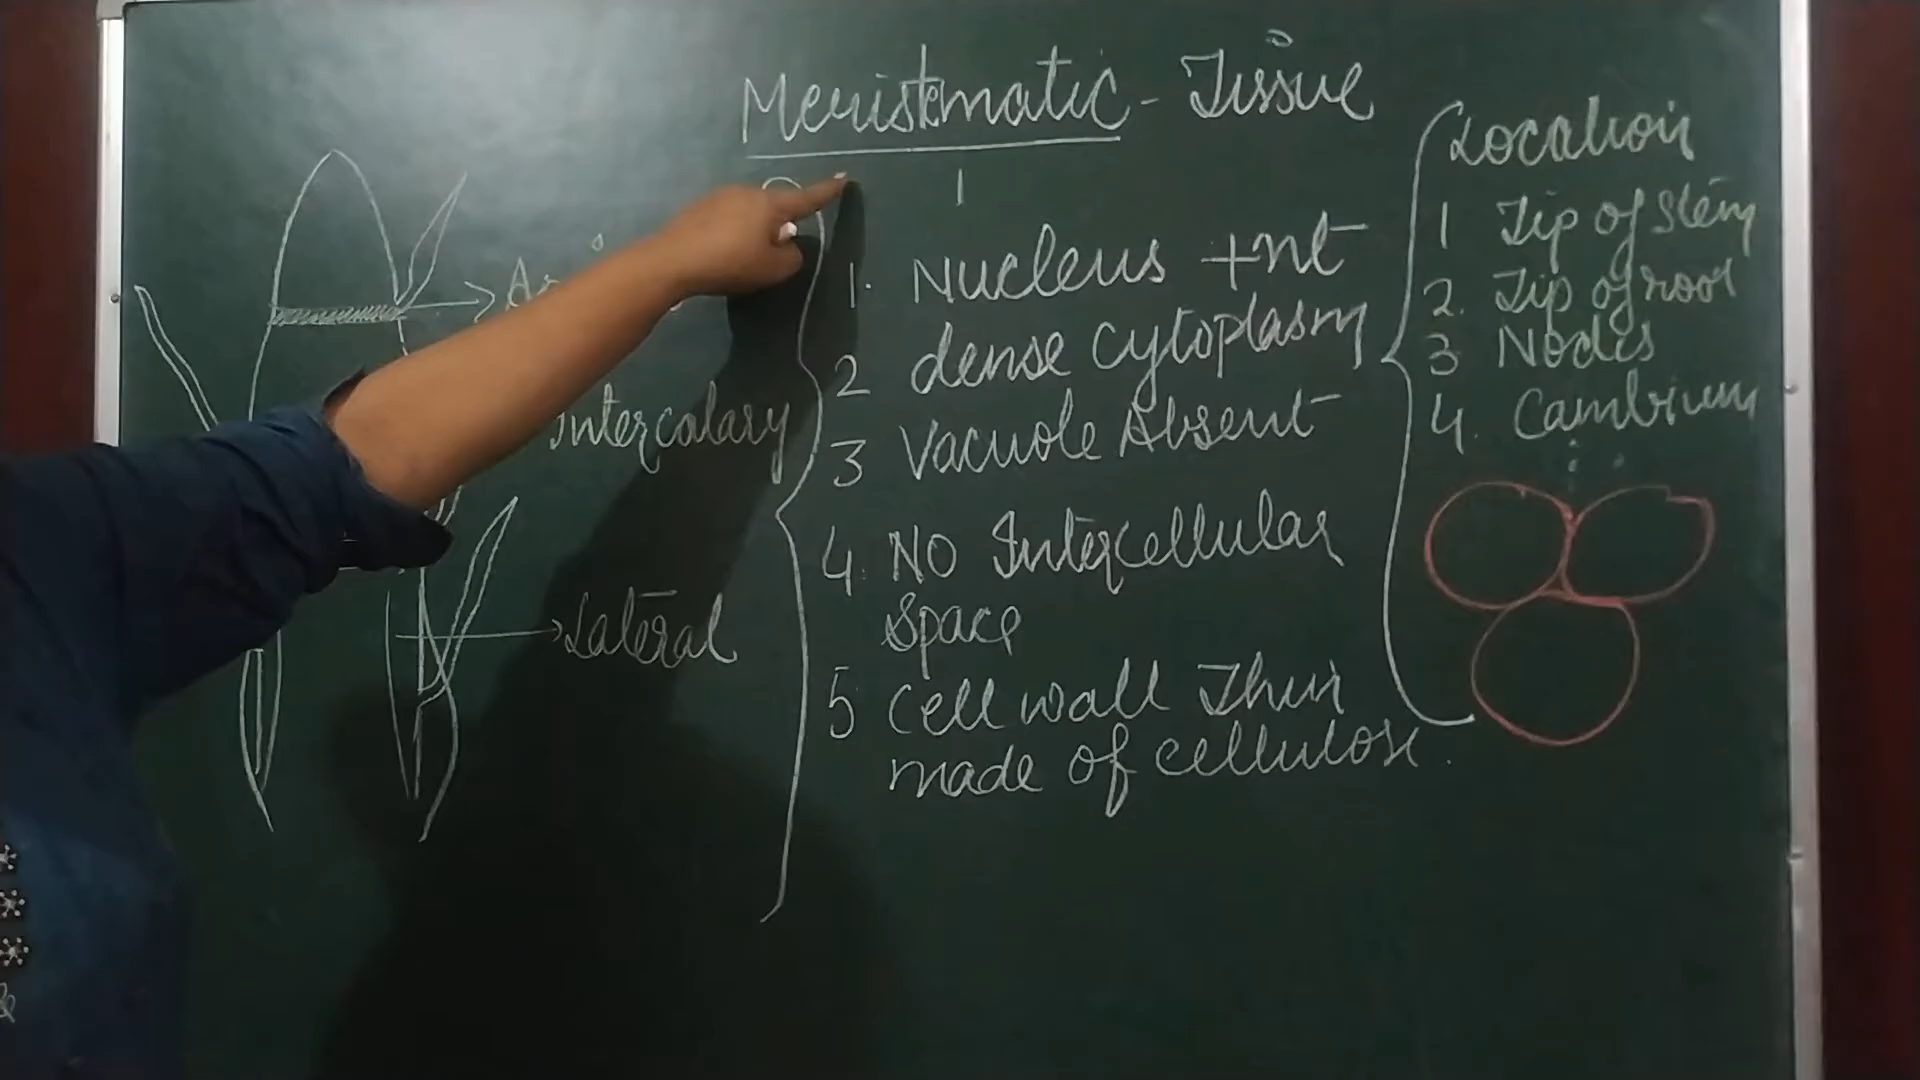 Meristematic - Tissue
1. Nucleus +nt
2 dense Cytoplasm
3 Vacuole Absent
4. NO Intercellular
Space
5 Cell wall Thin
made of cellulose.
Location
1 Tip of Stem
2. Tip of root
3 Nodes
4. Cambium
Intercalary
Lateral